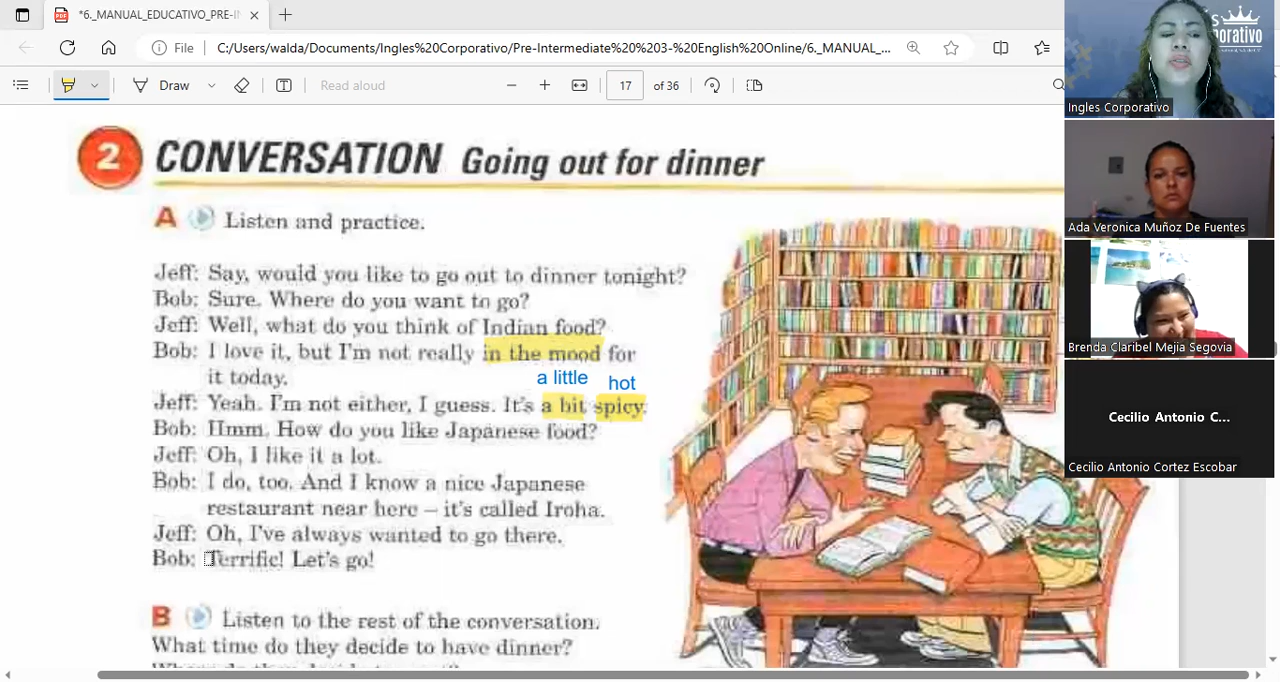 *6._MANUAL_EDUCATIVO_PRE-IN
File
C:/Users/walda/Documents/Ingles%20Corporativo/Pre-Intermediate%20%203-%20English%20Online/6._MANUAL_...
Draw
Read aloud
17 of 36
2 CONVERSATION Going out for dinner
A Listen and practice.
Jeff: Say, would you like to go out to dinner tonight?
Bob: Sure. Where do you want to go?
Jeff: Well, what do you think of Indian food?
Bob: I love it, but I'm not really in the mood for
it today.
a little hot
Jeff: Yeah. I'm not either, I guess. It's a bit spicy.
Bob: Hmm. How do you like Japanese food?
Jeff: Oh, I like it a lot.
Bob: I do, too. And I know a nice Japanese
restaurant near here – it's called Iroha.
Jeff: Oh, I've always wanted to go there.
Bob: Terrific! Let's go!
B Listen to the rest of the conversation.
What time do they decide to have dinner?
orporativo
Ingles Corporativo
Ada Veronica Muñoz De Fuentes
Brenda Claribel Mejia Segovia
Cecilio Antonio C...
Cecilio Antonio Cortez Escobar